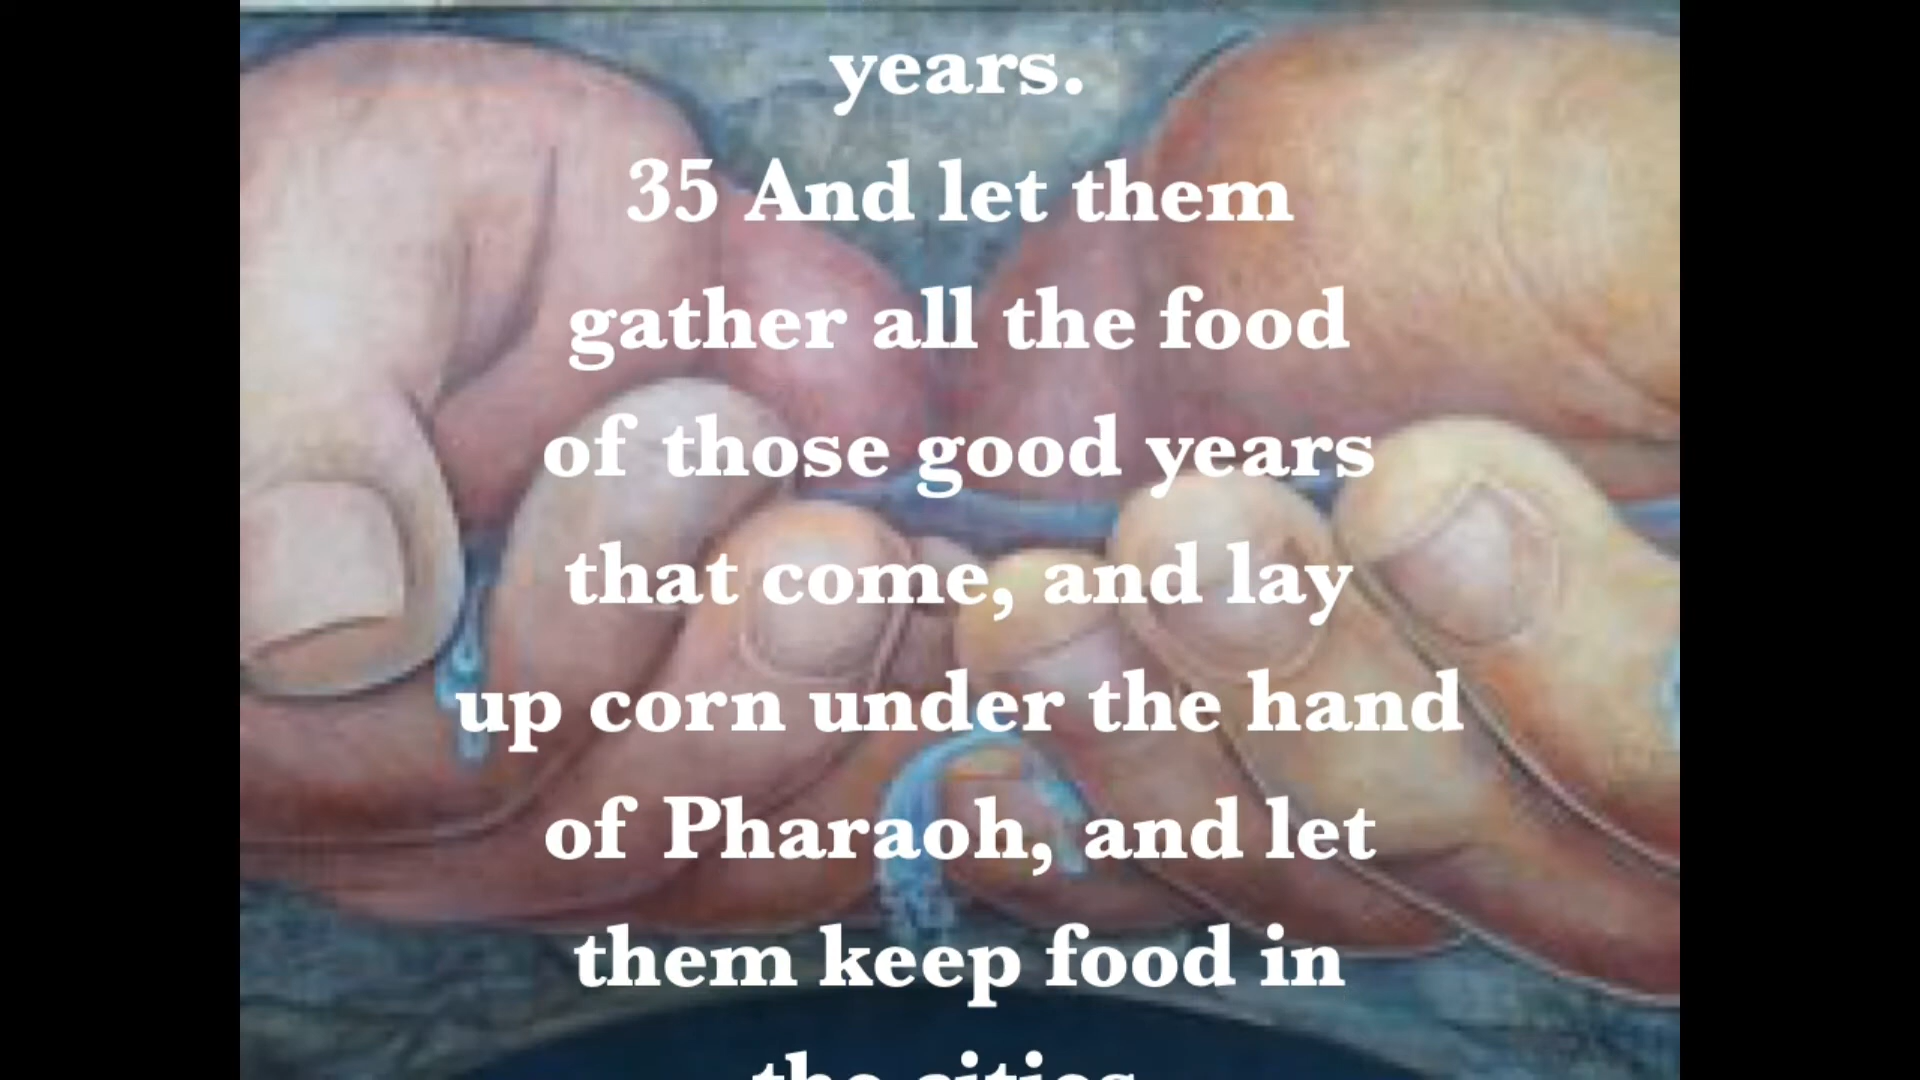 years.
35 And let them
gather all the food
of those good years
that come, and lay
up corn under the hand
of Pharaoh, and let
them keep food in
the cities